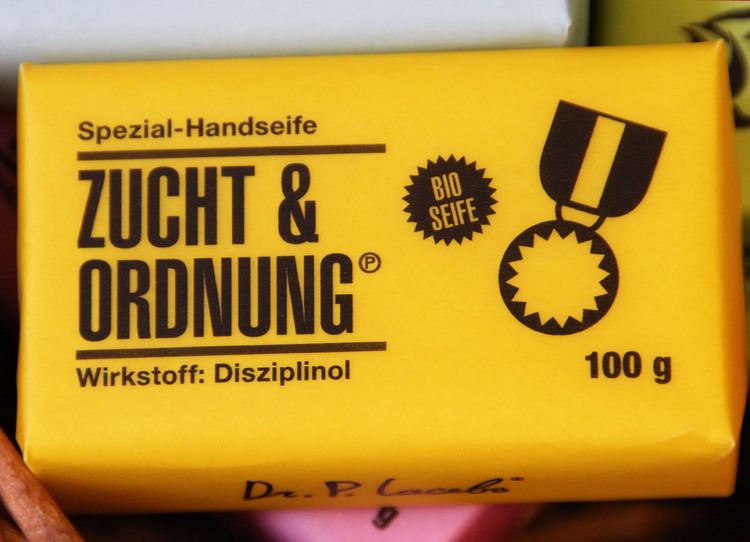 Spezial-Handseife
ZUCHT &
ORDNUNG℗
Wirkstoff: Disziplinol
BIO
SEIFE
100 g
Dr. P. Lacebo
g